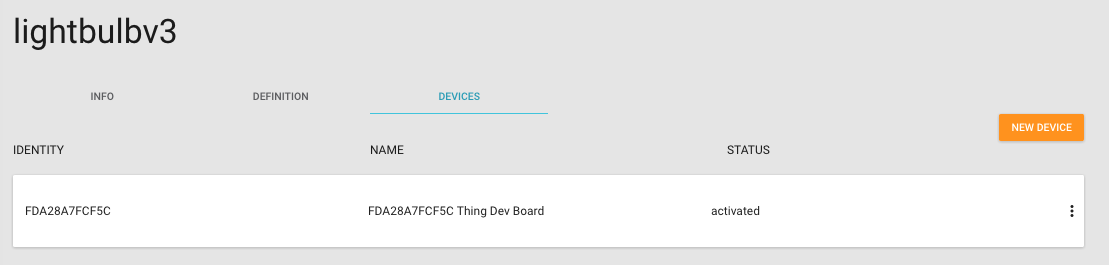 lightbulbv3
INFO DEFINITION DEVICES
NEW DEVICE
IDENTITY NAME STATUS
FDA28A7FCF5C FDA28A7FCF5C Thing Dev Board activated